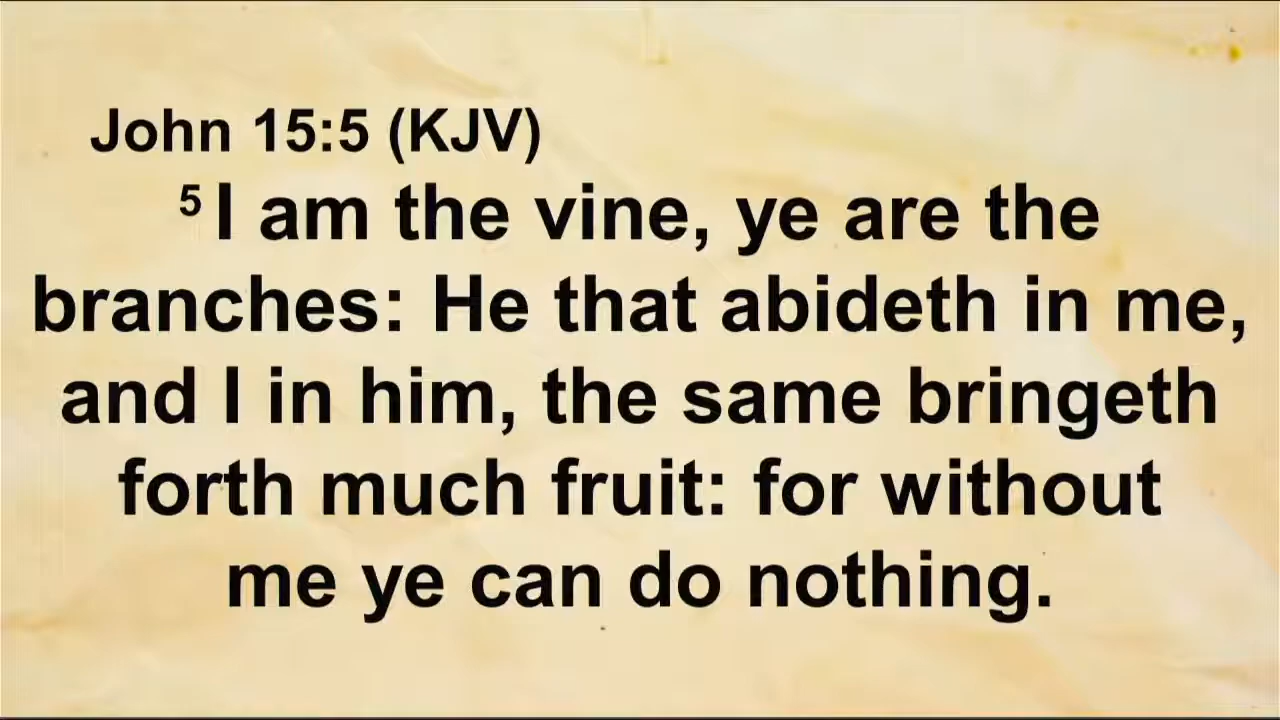 John 15:5 (KJV)
5 I am the vine, ye are the
branches: He that abideth in me,
and I in him, the same bringeth
forth much fruit: for without
me ye can do nothing.